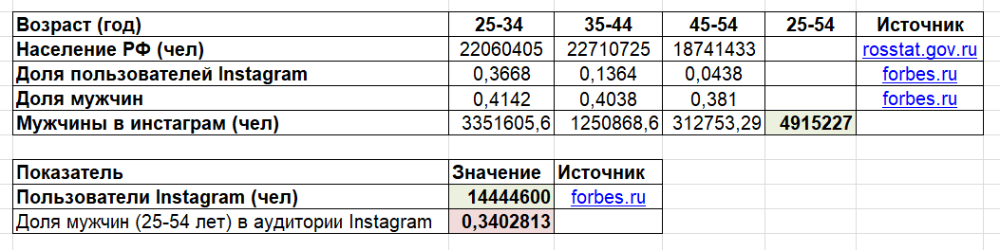 Возраст (год) 25-34 35-44 45-54 25-54 Источник
Население РФ (чел) 22060405 22710725 18741433 rosstat.gov.ru
Доля пользователей Instagram 0,3668 0,1364 0,0438 forbes.ru
Доля мужчин 0,4142 0,4038 0,381 forbes.ru
Мужчины в инстаграм (чел) 3351605,6 1250868,6 312753,29 4915227
Показатель Значение Источник
Пользователи Instagram (чел) 14444600 forbes.ru
Доля мужчин (25-54 лет) в аудитории Instagram 0,3402813